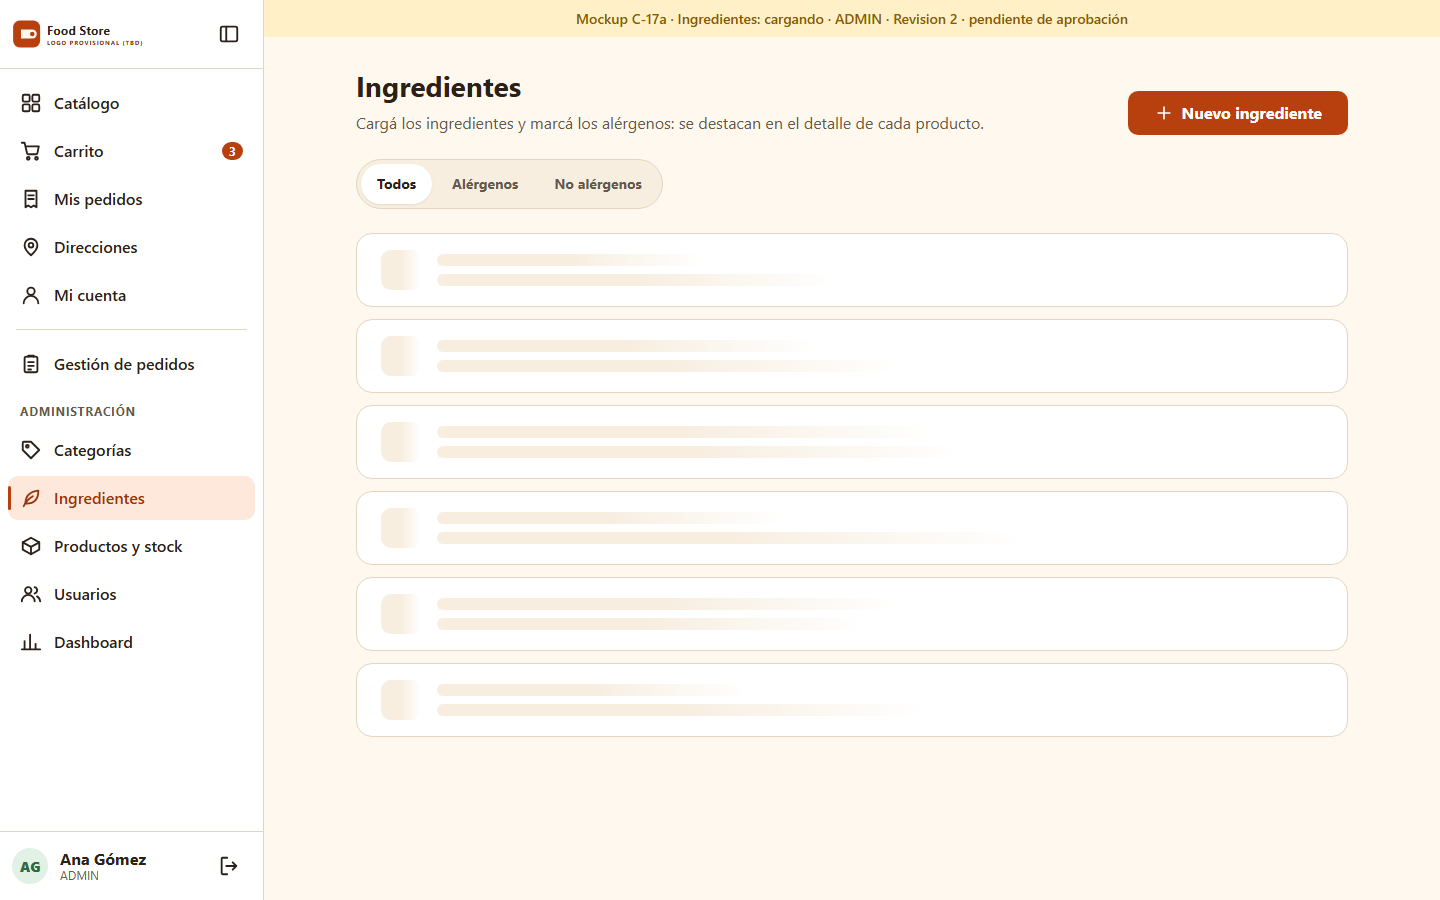 Food Store
LOGO PROVISIONAL (TBD)
Catálogo
Carrito
3
Mis pedidos
Direcciones
Mi cuenta
Gestión de pedidos
ADMINISTRACIÓN
Categorías
Ingredientes
Productos y stock
Usuarios
Dashboard
AG
Ana Gómez
ADMIN
Mockup C-17a · Ingredientes: cargando · ADMIN · Revision 2 · pendiente de aprobación
Ingredientes
Cargá los ingredientes y marcá los alérgenos: se destacan en el detalle de cada producto.
Nuevo ingrediente
Todos
Alérgenos
No alérgenos